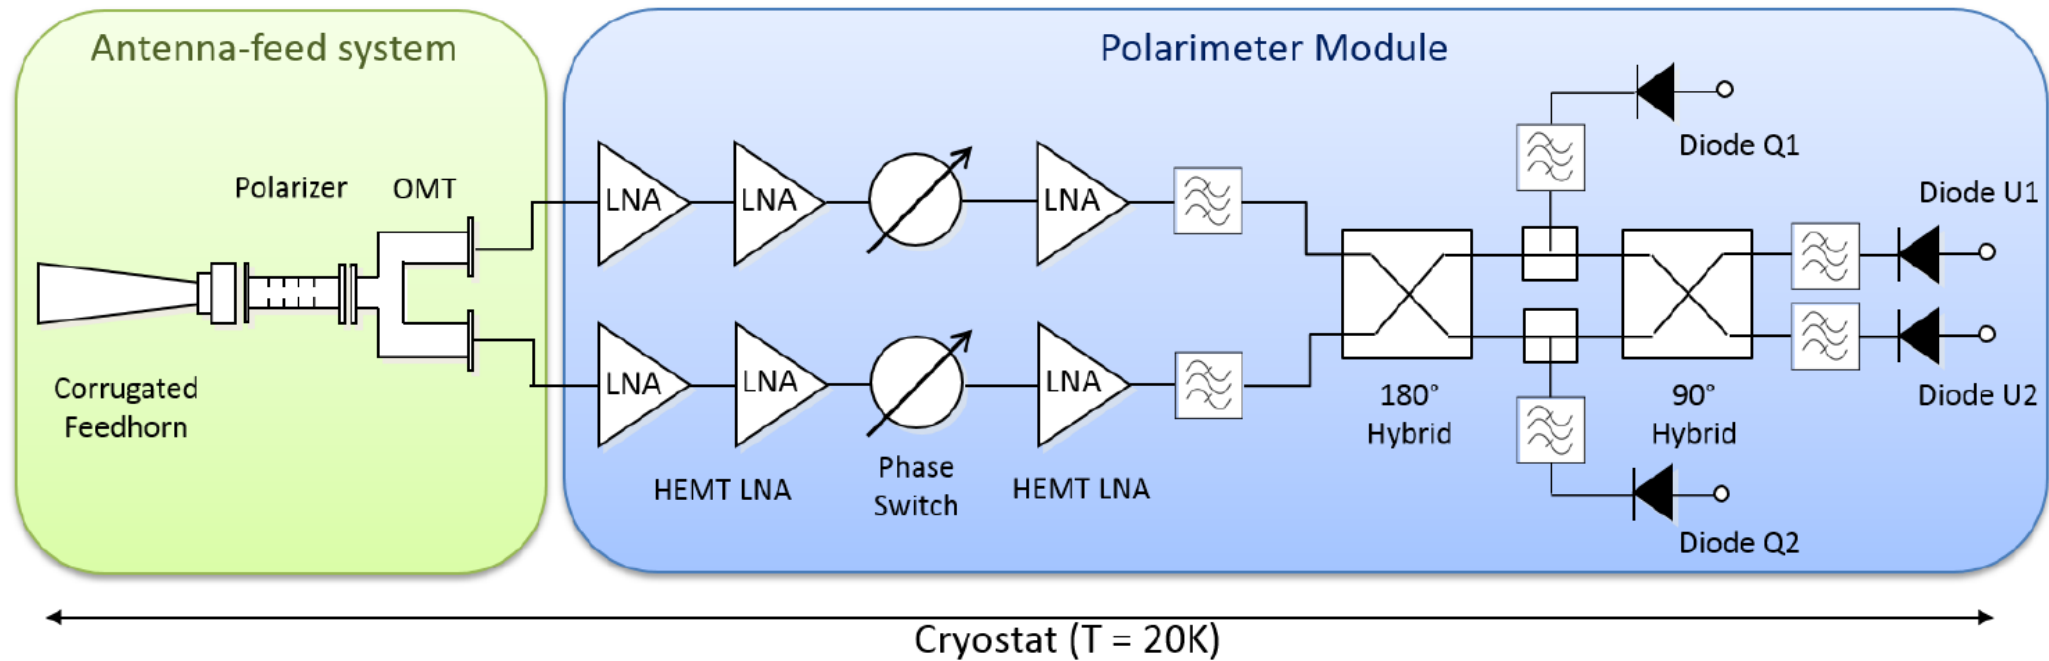 Antenna-feed system
Polarimeter Module
Polarizer
OMT
Corrugated
Feedhorn
LNA
LNA
LNA
LNA
LNA
LNA
HEMT LNA
Phase
Switch
HEMT LNA
180°
Hybrid
90°
Hybrid
Diode Q1
Diode U1
Diode U2
Diode Q2
Cryostat (T = 20K)